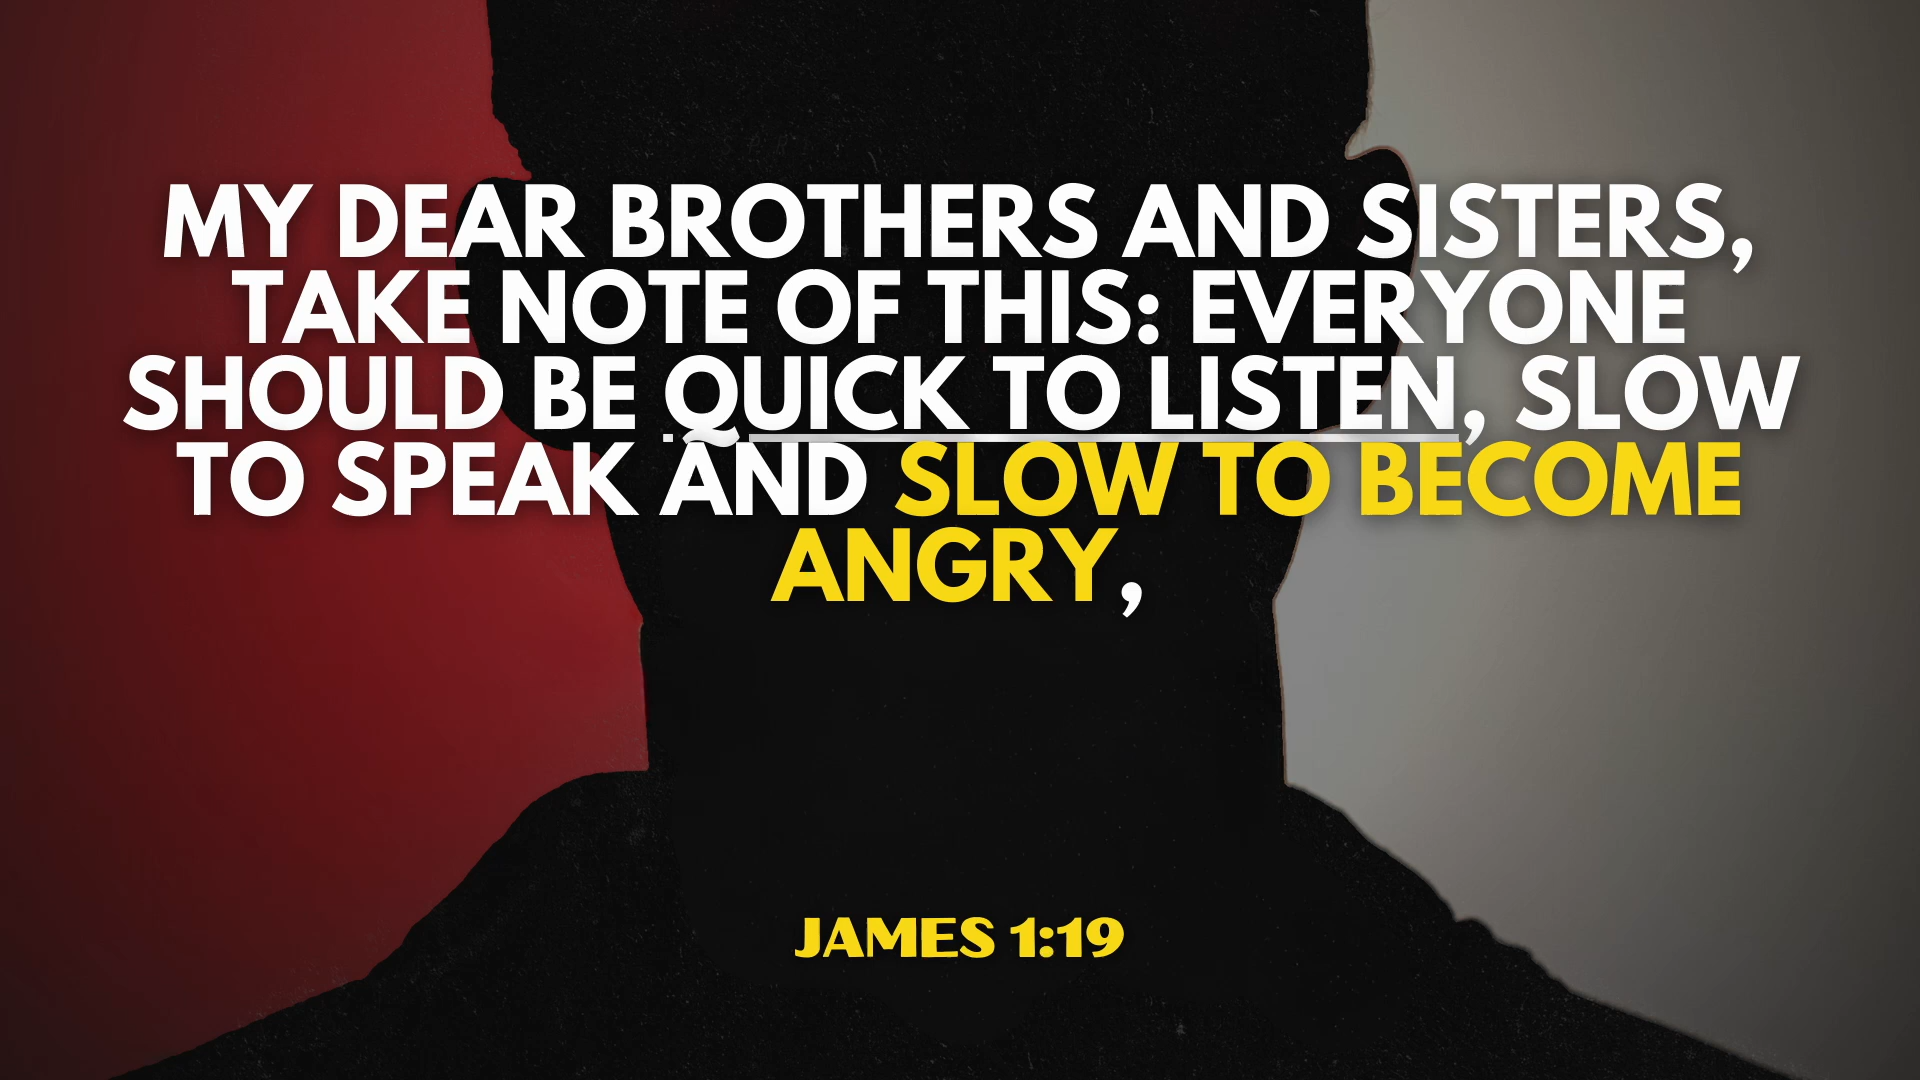 MY DEAR BROTHERS AND SISTERS,
TAKE NOTE OF THIS: EVERYONE
SHOULD BE QUICK TO LISTEN, SLOW
TO SPEAK AND SLOW TO BECOME
ANGRY,
JAMES 1:19